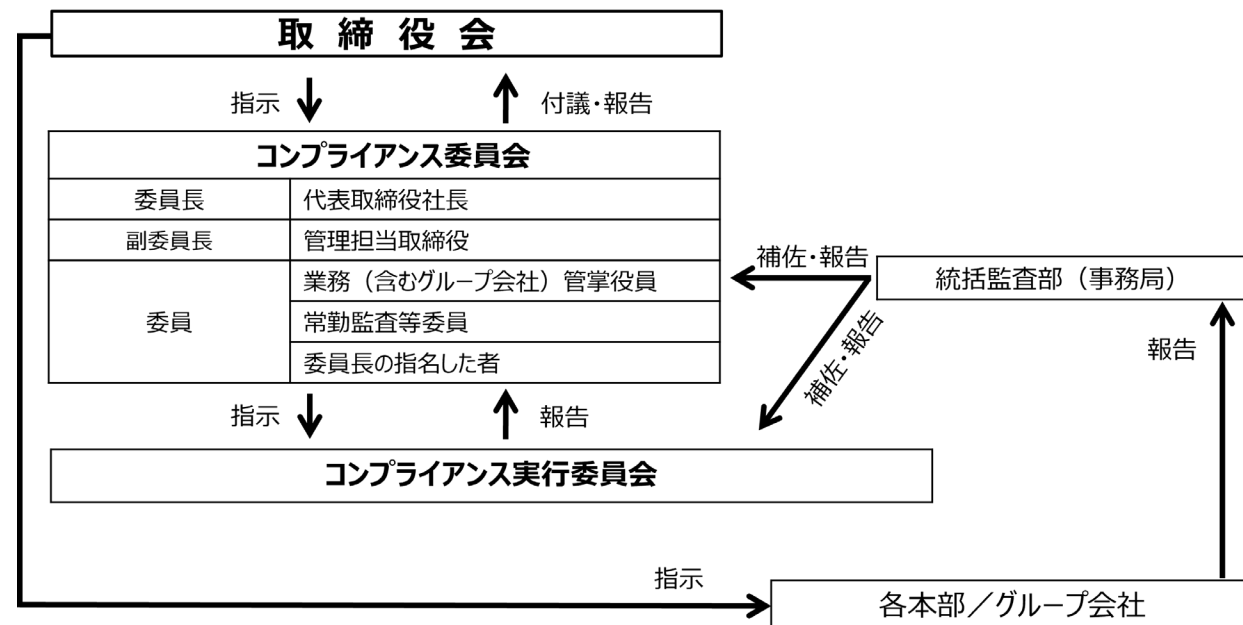 取締役会
指示
付議・報告
コンプライアンス委員会
委員長 代表取締役社長
副委員長 管理担当取締役
委員 業務（含むグループ会社）管掌役員
常勤監査等委員
委員長の指名した者
補佐・報告
統括監査部（事務局）
補佐・報告
報告
指示
報告
コンプライアンス実行委員会
指示
各本部／グループ会社